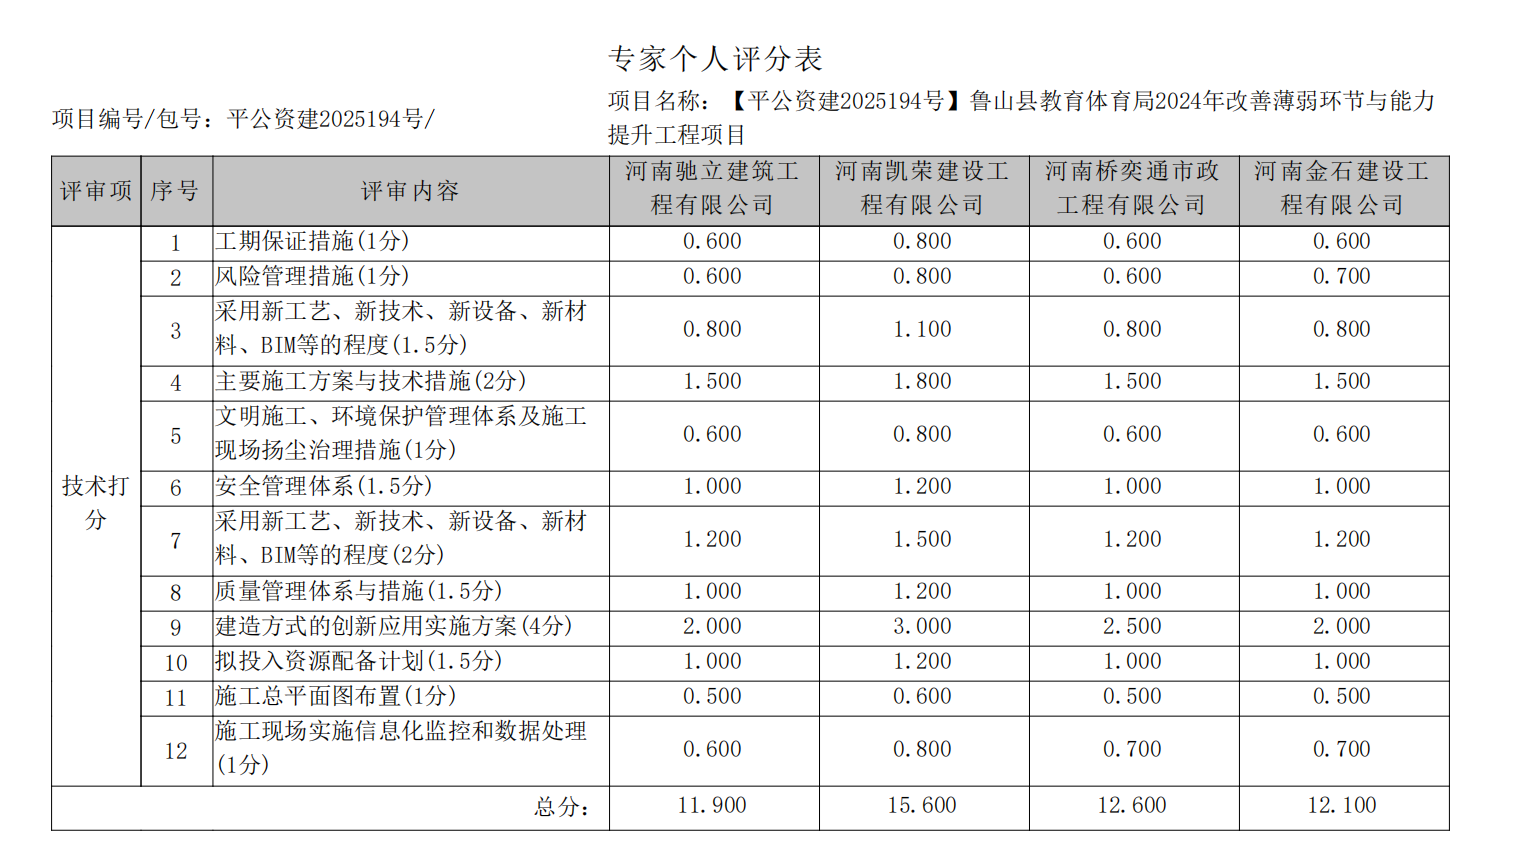 专家个人评分表
项目编号/包号：平公资建2025194号/
项目名称：【平公资建2025194号】鲁山县教育体育局2024年改善薄弱环节与能力
提升工程项目
评审项 序号 评审内容 河南驰立建筑工 河南凯荣建设工 河南桥奕通市政 河南金石建设工
程有限公司 程有限公司 工程有限公司 程有限公司
技术打
分
1 工期保证措施(1分) 0.600 0.800 0.600 0.600
2 风险管理措施(1分) 0.600 0.800 0.600 0.700
3 采用新工艺、新技术、新设备、新材
料、BIM等的程度(1.5分) 0.800 1.100 0.800 0.800
4 主要施工方案与技术措施(2分) 1.500 1.800 1.500 1.500
5 文明施工、环境保护管理体系及施工
现场扬尘治理措施(1分) 0.600 0.800 0.600 0.600
6 安全管理体系(1.5分) 1.000 1.200 1.000 1.000
7 采用新工艺、新技术、新设备、新材
料、BIM等的程度(2分) 1.200 1.500 1.200 1.200
8 质量管理体系与措施(1.5分) 1.000 1.200 1.000 1.000
9 建造方式的创新应用实施方案(4分) 2.000 3.000 2.500 2.000
10 拟投入资源配备计划(1.5分) 1.000 1.200 1.000 1.000
11 施工总平面图布置(1分) 0.500 0.600 0.500 0.500
12 施工现场实施信息化监控和数据处理
(1分) 0.600 0.800 0.700 0.700
总分： 11.900 15.600 12.600 12.100